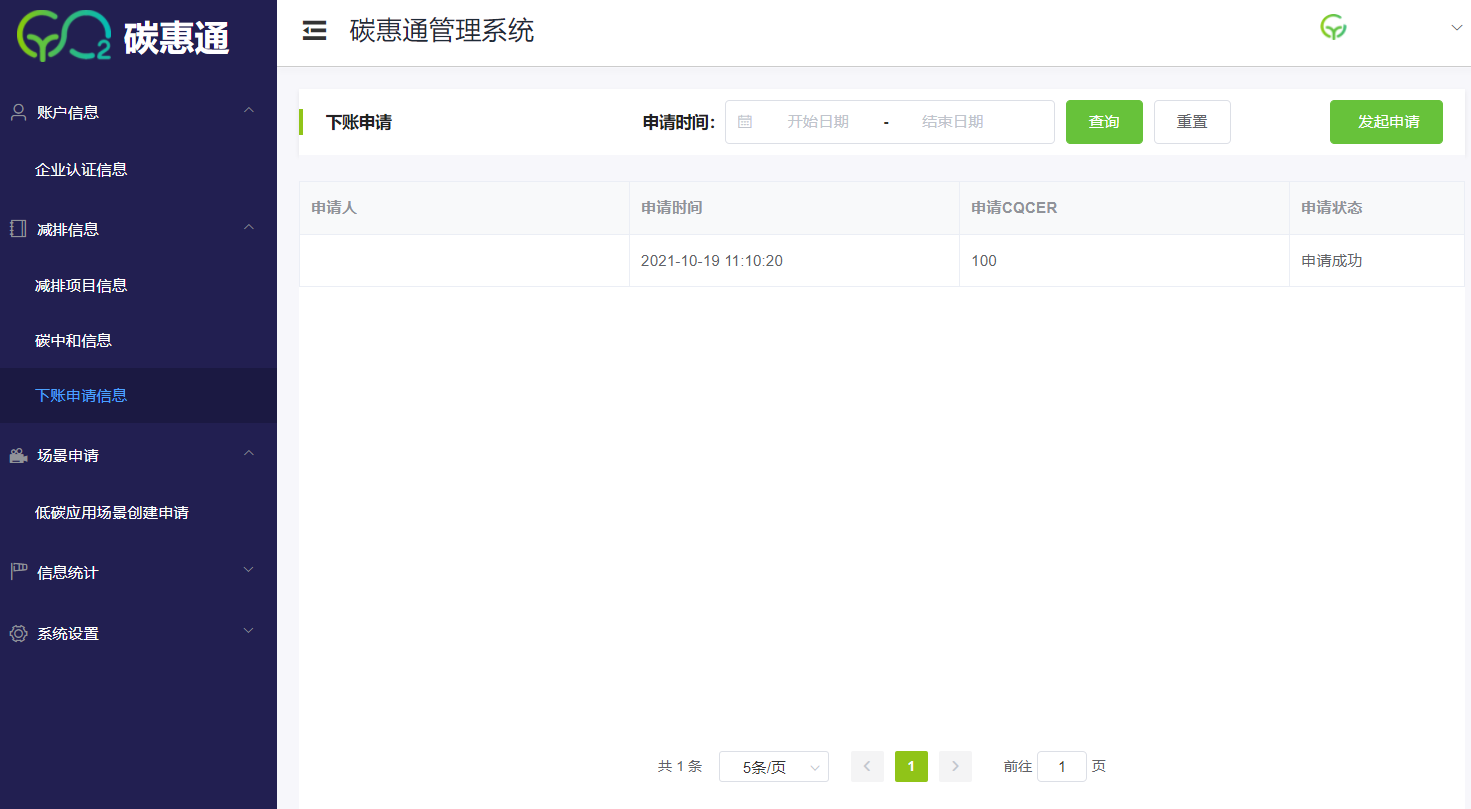 碳惠通
碳惠通管理系统
账户信息
企业认证信息
减排信息
减排项目信息
碳中和信息
下账申请信息
场景申请
低碳应用场景创建申请
信息统计
系统设置
下账申请 申请时间: 开始日期 - 结束日期 查询 重置 发起申请
申请人 申请时间 申请CQCER 申请状态
2021-10-19 11:10:20 100 申请成功
共 1 条 5条/页 1 前往 1 页